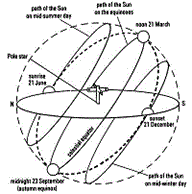 path of the Sun
on mid summer day
path of the Sun
on the equinoxes
noon 21 March
Pole star
sunrise
21 June
N
S
sunset
21 December
celestial equator
midnight 23 September
(autumn equinox)
path of the Sun
on mid winter day